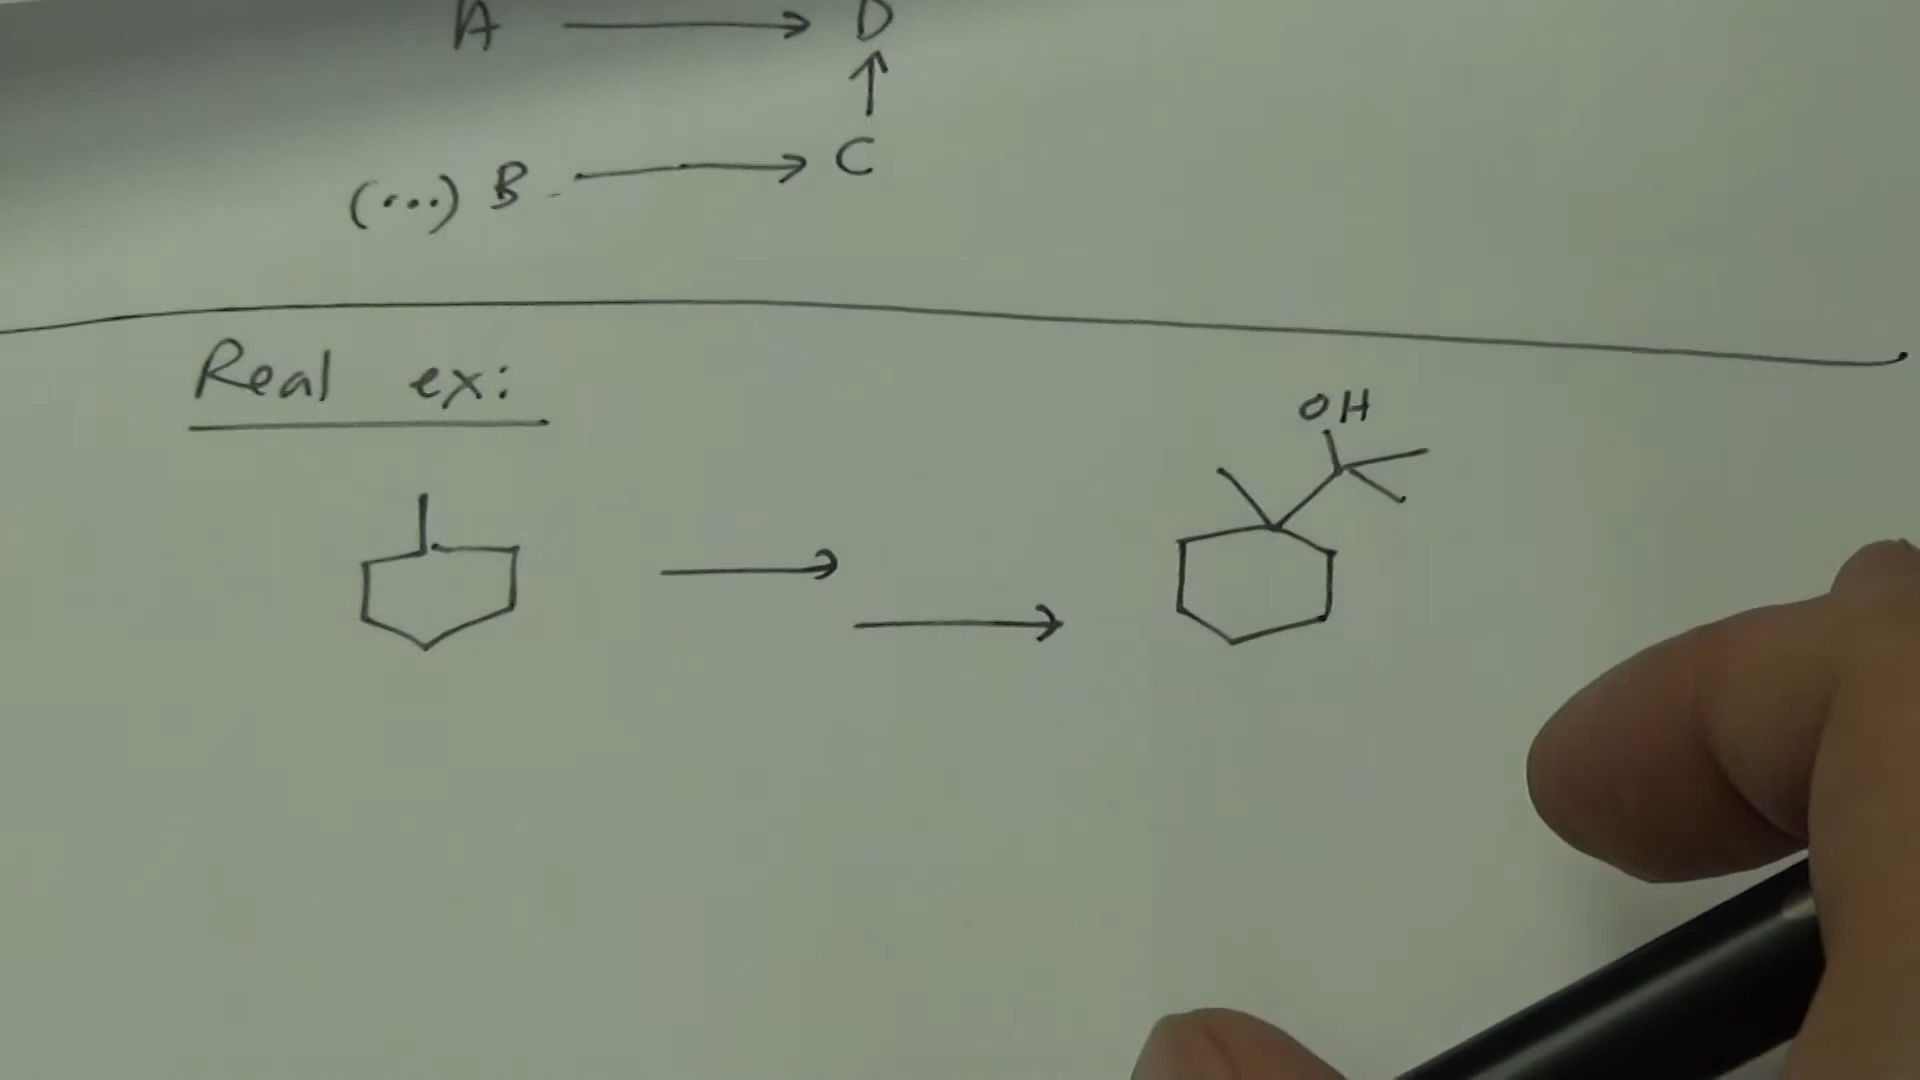 A → D
↑
(...) B → C
Real ex:
OH